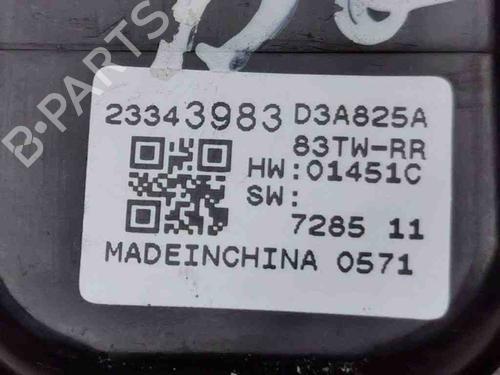 23343983 D3A825A
83TW-RR
HW:01451C
SW:
7285 11
MADEINCHINA 0571
B-PARTS